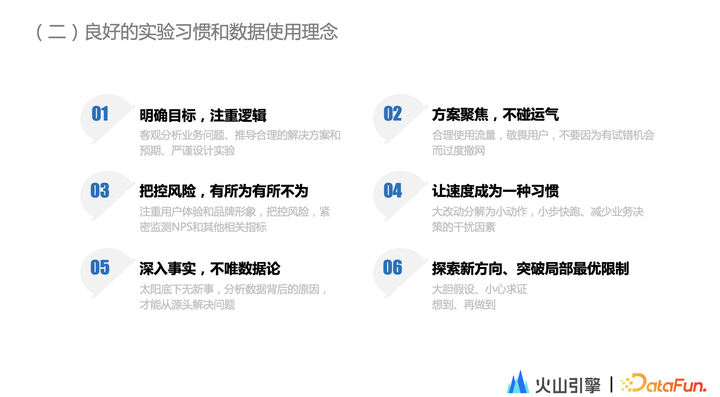 （二）良好的实验习惯和数据使用理念
01
明确目标，注重逻辑
客观分析业务问题、推导合理的解决方案和
预期、严谨设计实验
02
方案聚焦，不碰运气
合理使用流量，敬畏用户，不要因为有试错机会
而过度撒网
03
把控风险，有所为有所不为
注重用户体验和品牌形象，把控风险，紧
密监测NPS和其他相关指标
04
让速度成为一种习惯
大改动分解为小动作，小步快跑、减少业务决
策的干扰因素
05
深入事实，不唯数据论
太阳底下无新事，分析数据背后的原因，
才能从源头解决问题
06
探索新方向、突破局部最优限制
大胆假设、小心求证
想到、再做到
火山引擎 | DataFun.